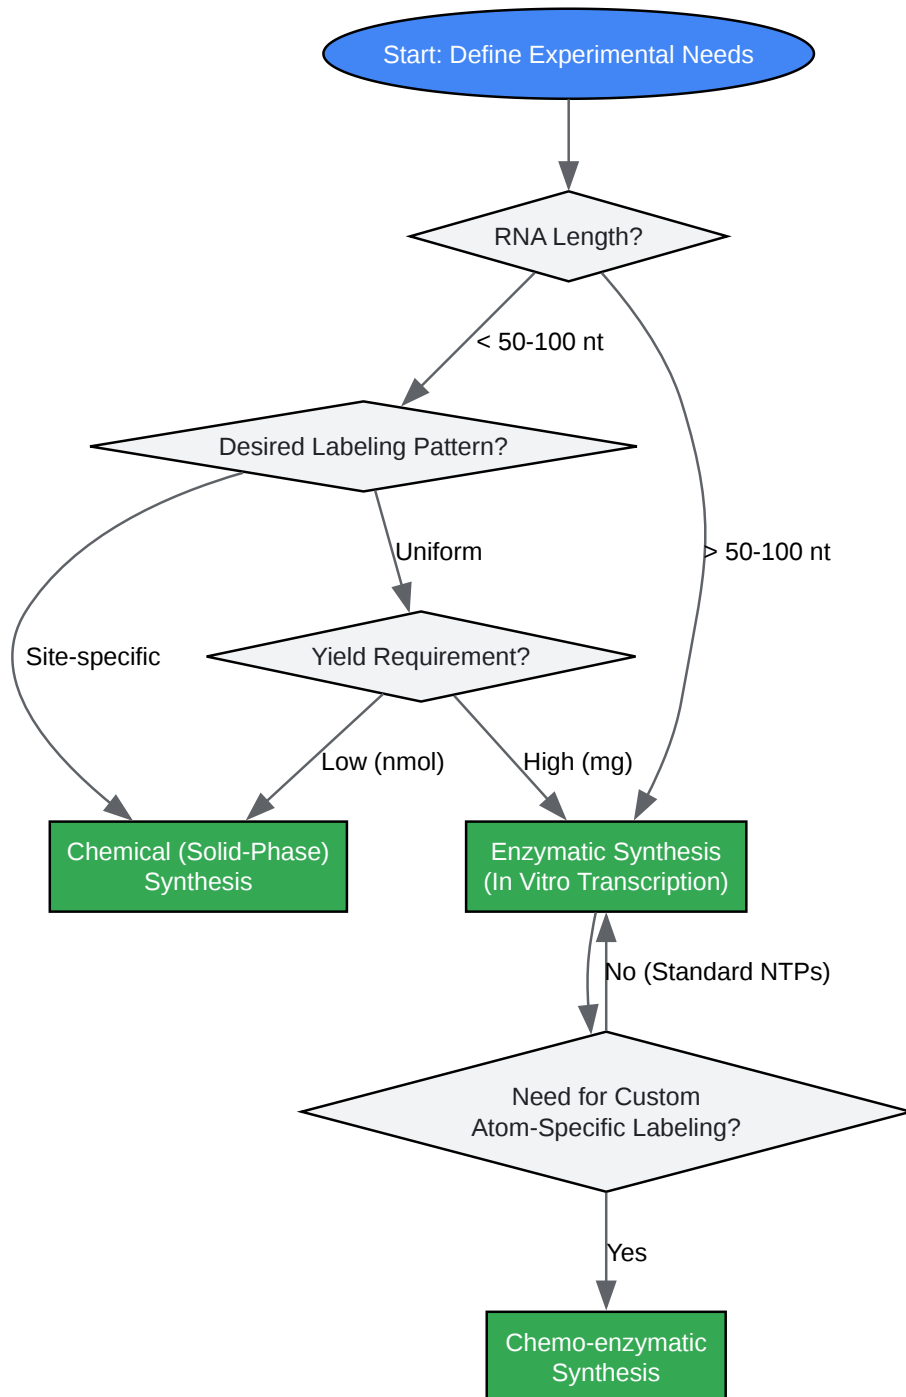 Start: Define Experimental Needs
RNA Length?
< 50-100 nt
Desired Labeling Pattern?
Uniform
> 50-100 nt
Site-specific
Yield Requirement?
Low (nmol)
High (mg)
Chemical (Solid-Phase)
Synthesis
Enzymatic Synthesis
(In Vitro Transcription)
No (Standard NTPs)
Need for Custom
Atom-Specific Labeling?
Yes
Chemo-enzymatic
Synthesis